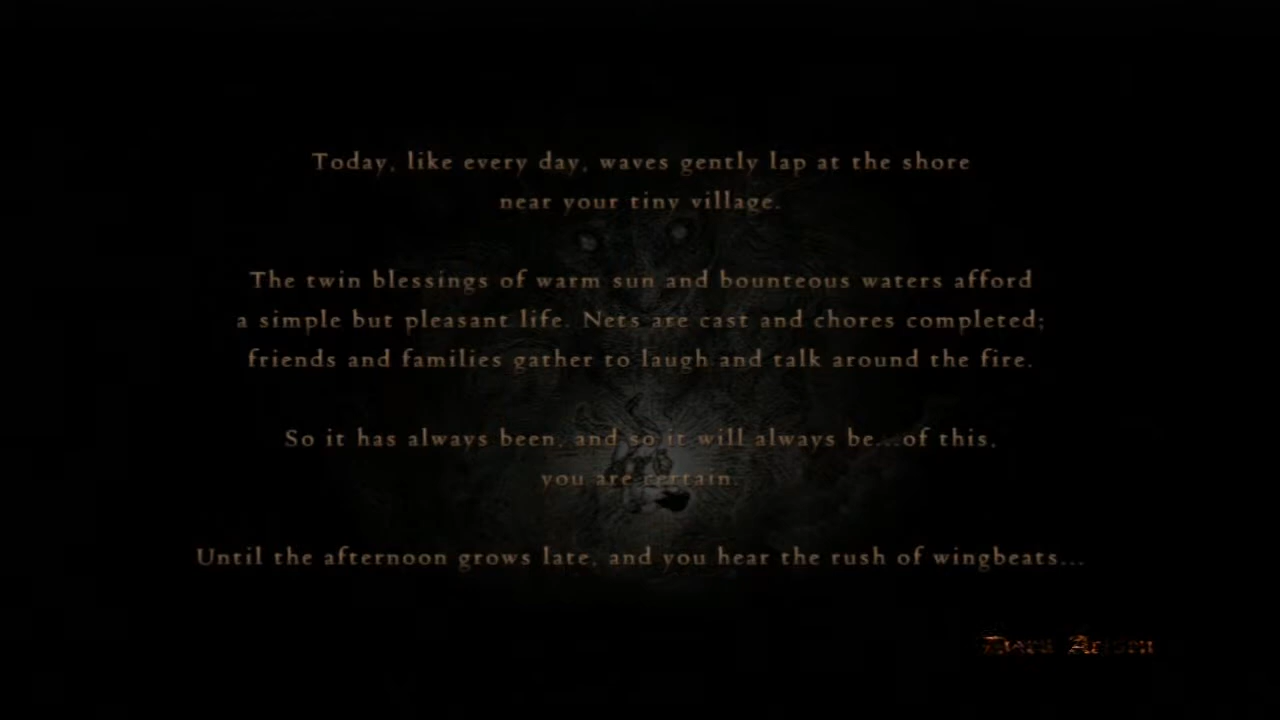 Today, like every day, waves gently lap at the shore
near your tiny village.
The twin blessings of warm sun and bounteous waters afford
a simple but pleasant life. Nets are cast and chores completed;
friends and families gather to laugh and talk around the fire.
So it has always been, and so it will always be...of this,
you are certain.
Until the afternoon grows late, and you hear the rush of wingbeats...
Dark Arisen